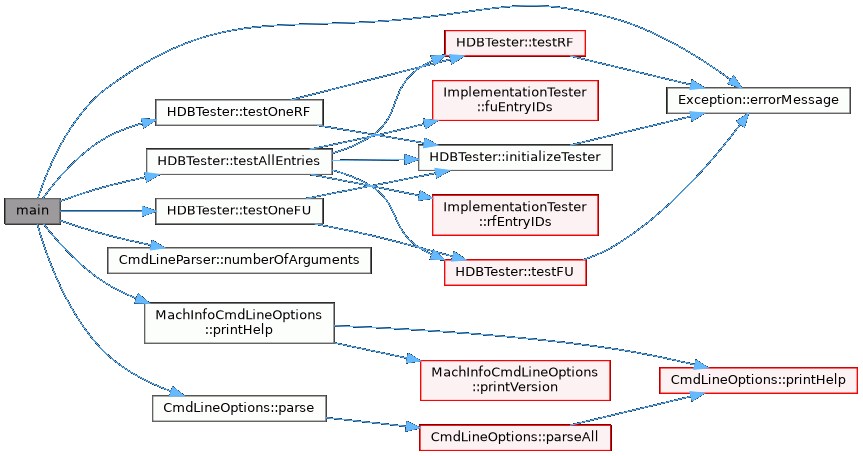 main
HDBTester::testOneRF
HDBTester::testAllEntries
HDBTester::testOneFU
CmdLineParser::numberOfArguments
MachInfoCmdLineOptions
::printHelp
CmdLineOptions::parse
HDBTester::testRF
ImplementationTester
::fuEntryIDs
HDBTester::initializeTester
ImplementationTester
::rfEntryIDs
HDBTester::testFU
MachInfoCmdLineOptions
::printVersion
CmdLineOptions::parseAll
Exception::errorMessage
CmdLineOptions::printHelp